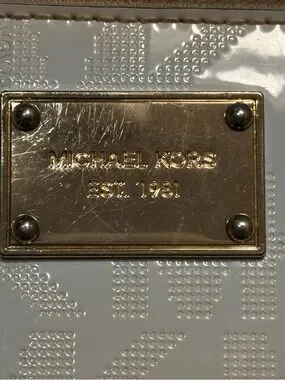 MICHAEL KORS
EST. 1981